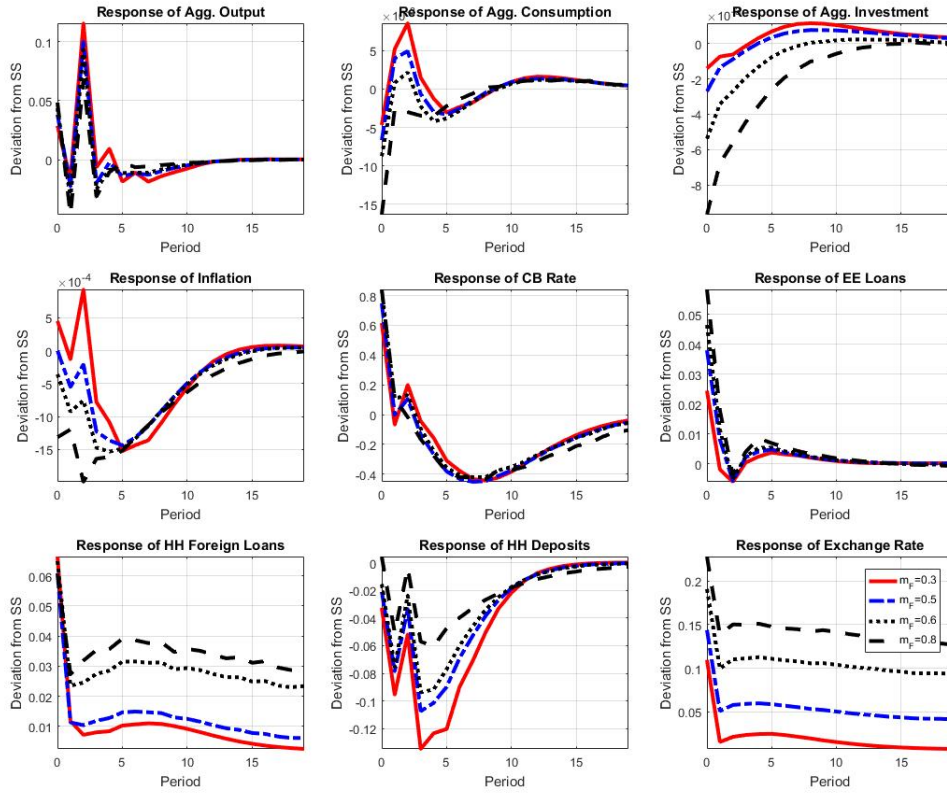 Response of Agg. Output
Deviation from SS
0.1
0.05
0
0 5 10 15
Period
Response of Agg. Consumption
Deviation from SS
5
0
-5
-10
-15
0 5 10 15
Period
Response of Agg. Investment
Deviation from SS
0
-2
-4
-6
-8
0 5 10 15
Period
Response of Inflation
× 10-4
Deviation from SS
5
0
-5
-10
-15
0 5 10 15
Period
Response of CB Rate
Deviation from SS
0.8
0.6
0.4
0.2
0
-0.2
-0.4
0 5 10 15
Period
Response of EE Loans
Deviation from SS
0.05
0.04
0.03
0.02
0.01
0
0 5 10 15
Period
Response of HH Foreign Loans
Deviation from SS
0.06
0.05
0.04
0.03
0.02
0.01
0 5 10 15
Period
Response of HH Deposits
Deviation from SS
0
-0.02
-0.04
-0.06
-0.08
-0.1
-0.12
0 5 10 15
Period
Response of Exchange Rate
Deviation from SS
0.2
0.15
0.1
0.05
0 5 10 15
Period
mF=0.3
mF=0.5
mF=0.6
mF=0.8